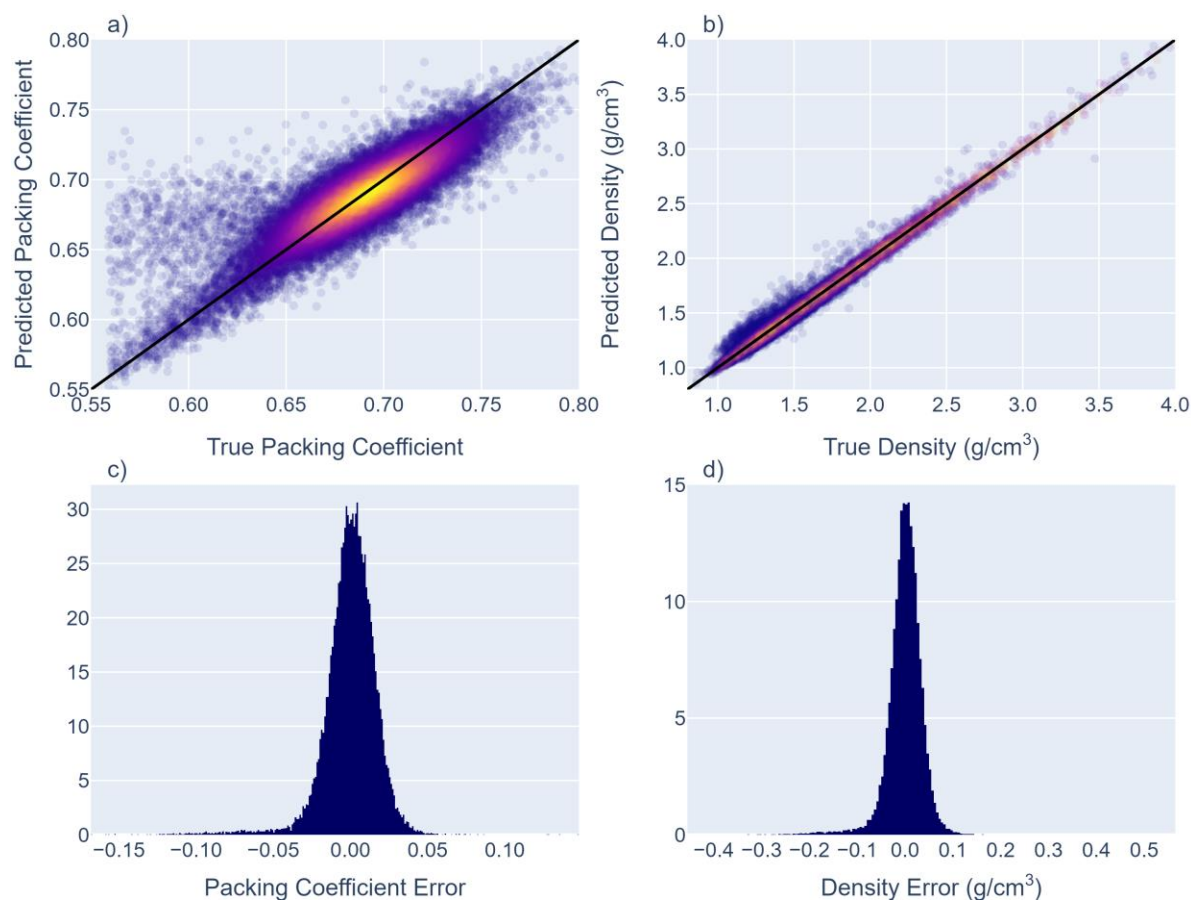 a)
0.80
0.75
0.70
0.65
0.60
0.55
Predicted Packing Coefficient
0.55 0.60 0.65 0.70 0.75 0.80
True Packing Coefficient
b)
4.0
3.5
3.0
2.5
2.0
1.5
1.0
Predicted Density (g/cm³)
1.0 1.5 2.0 2.5 3.0 3.5 4.0
True Density (g/cm³)
c)
30
25
20
15
10
5
0
−0.15 −0.10 −0.05 0.00 0.05 0.10
Packing Coefficient Error
d)
15
10
5
0
−0.4 −0.3 −0.2 −0.1 0.0 0.1 0.2 0.3 0.4 0.5
Density Error (g/cm³)